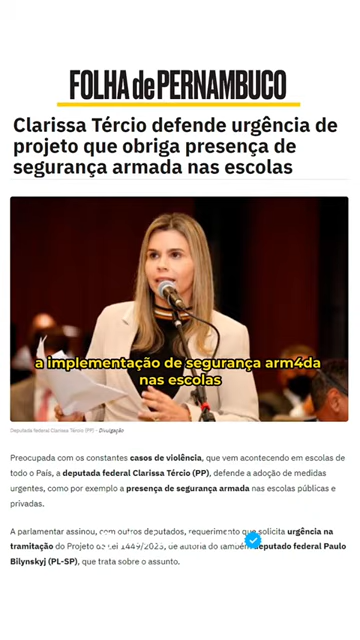 FOLHA de PERNAMBUCO
Clarissa Tércio defende urgência de
projeto que obriga presença de
segurança armada nas escolas
a implementação de segurança arm4da
nas escolas
Deputada federal Clarissa Tércio (PP) - Divulgação
Preocupada com os constantes casos de violência, que vem acontecendo em escolas de
todo o País, a deputada federal Clarissa Tércio (PP), defende a adoção de medidas
urgentes, como por exemplo a presença de segurança armada nas escolas públicas e
privadas.
A parlamentar assinou, com outros deputados, requerimento que solicita urgência na
tramitação do Projeto de Lei 1449/2023, de autoria do também deputado federal Paulo
Bilynskyj (PL-SP), que trata sobre o assunto.